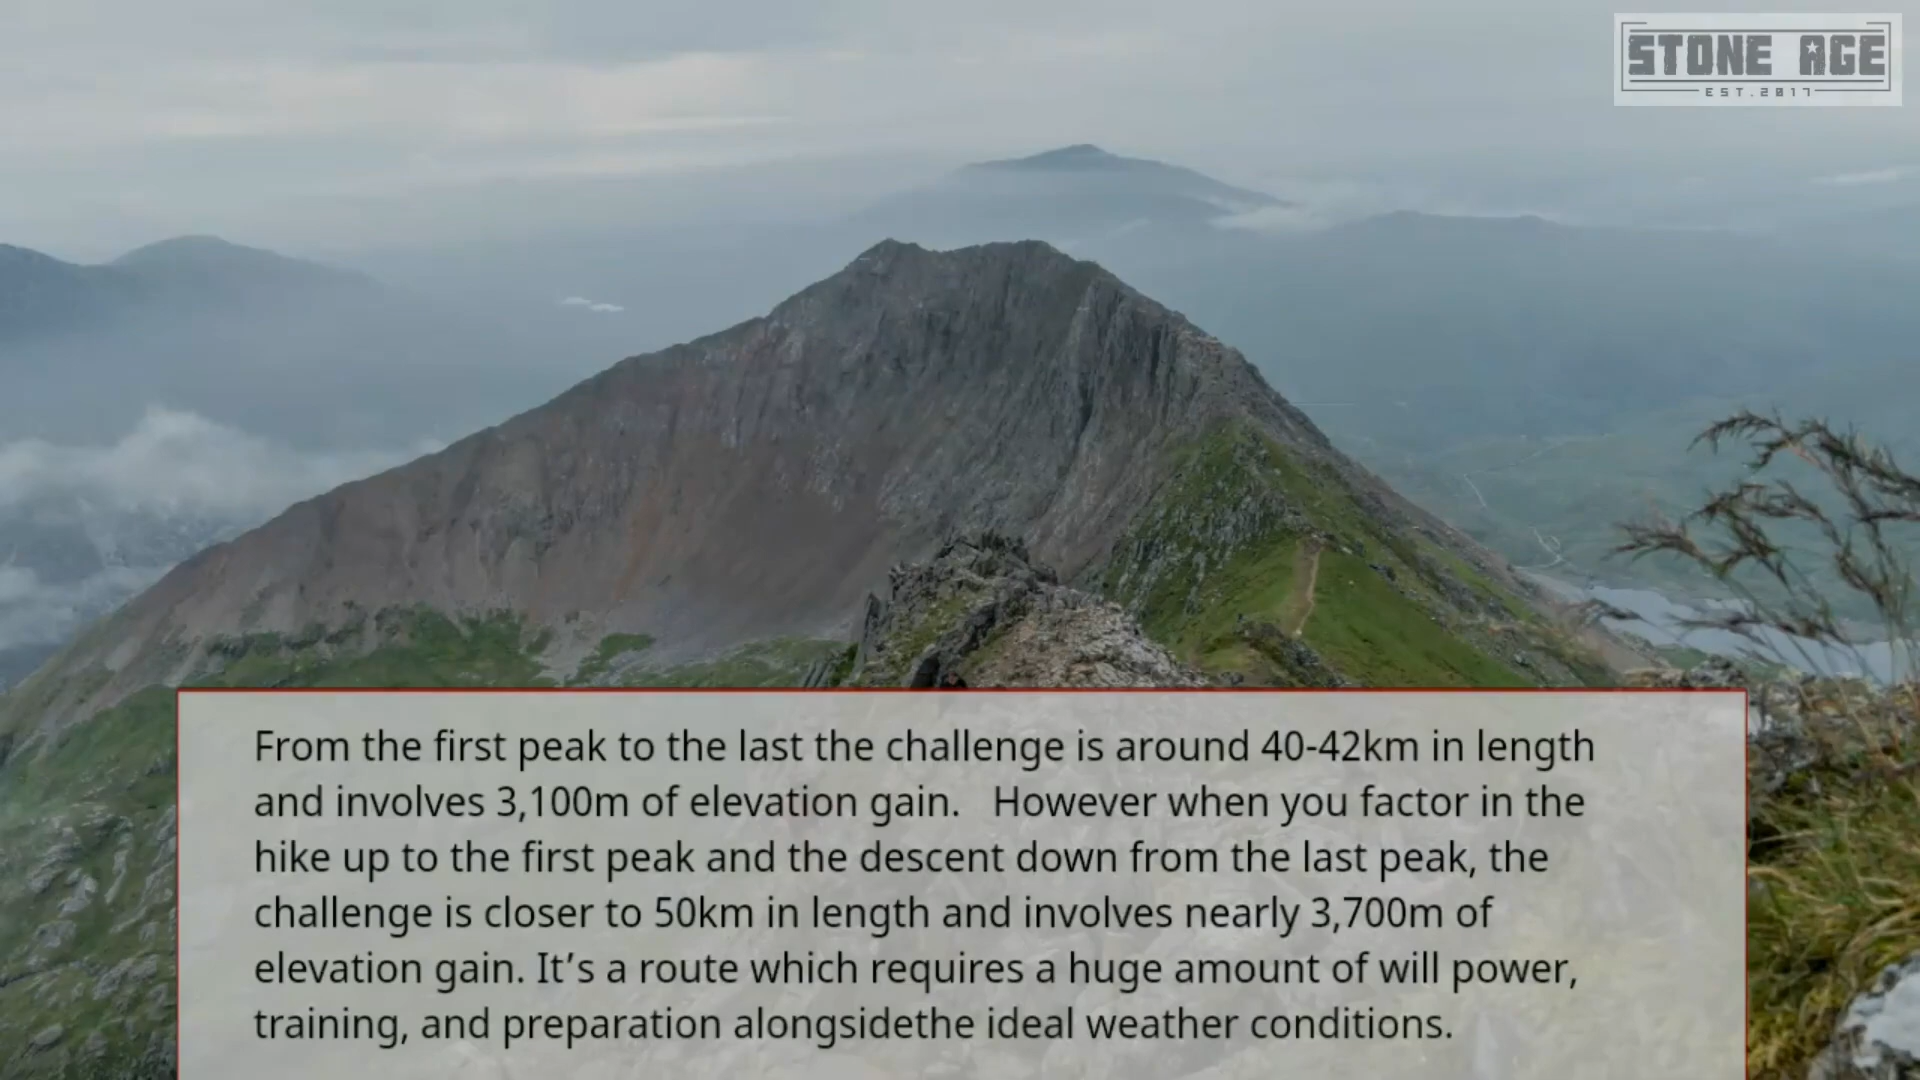 STONE AGE
EST.2017
From the first peak to the last the challenge is around 40-42km in length
and involves 3,100m of elevation gain.   However when you factor in the
hike up to the first peak and the descent down from the last peak, the
challenge is closer to 50km in length and involves nearly 3,700m of
elevation gain. It’s a route which requires a huge amount of will power,
training, and preparation alongsidethe ideal weather conditions.